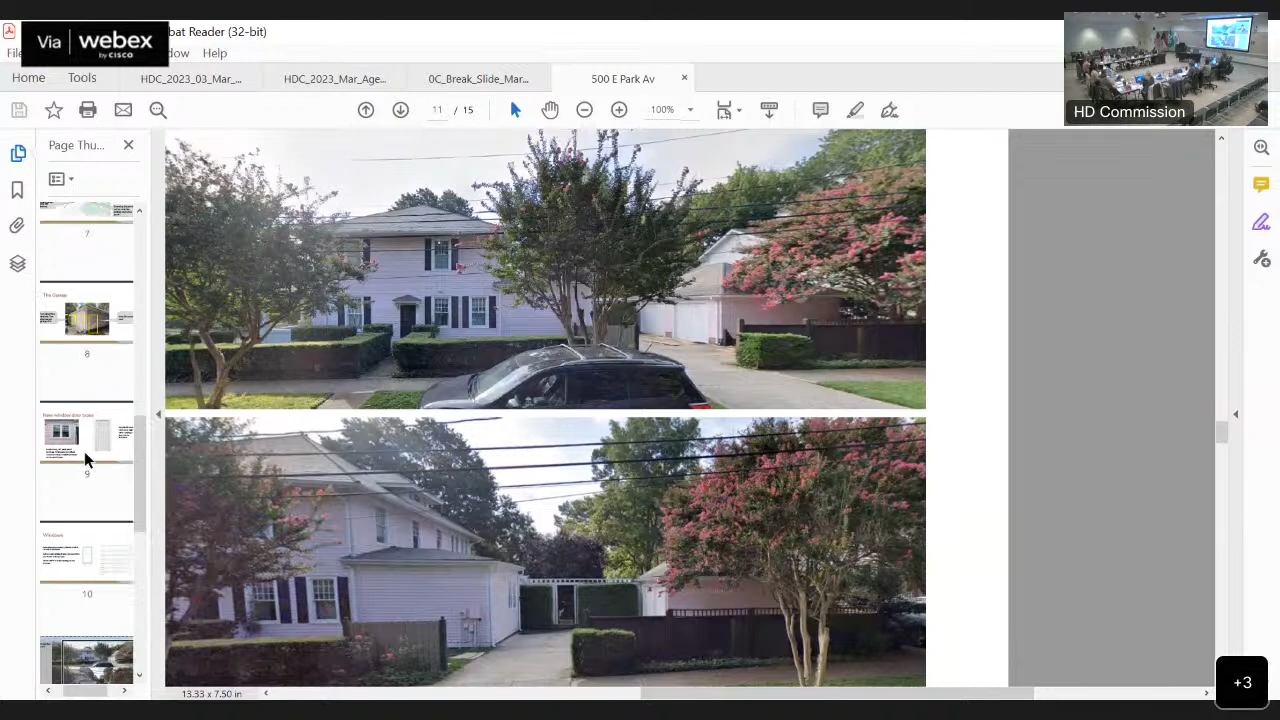 Via webex
by CISCO
bat Reader (32-bit)
dow Help
HD Commission
Home Tools HDC_2023_03_Mar_... HDC_2023_Mar_Age... 0C_Break_Slide_Mar... 500 E Park Av
11 / 15 100%
Page Thu...
7
The Garage
8
New window/door types
9
Windows
10
13.33 x 7.50 in
+3